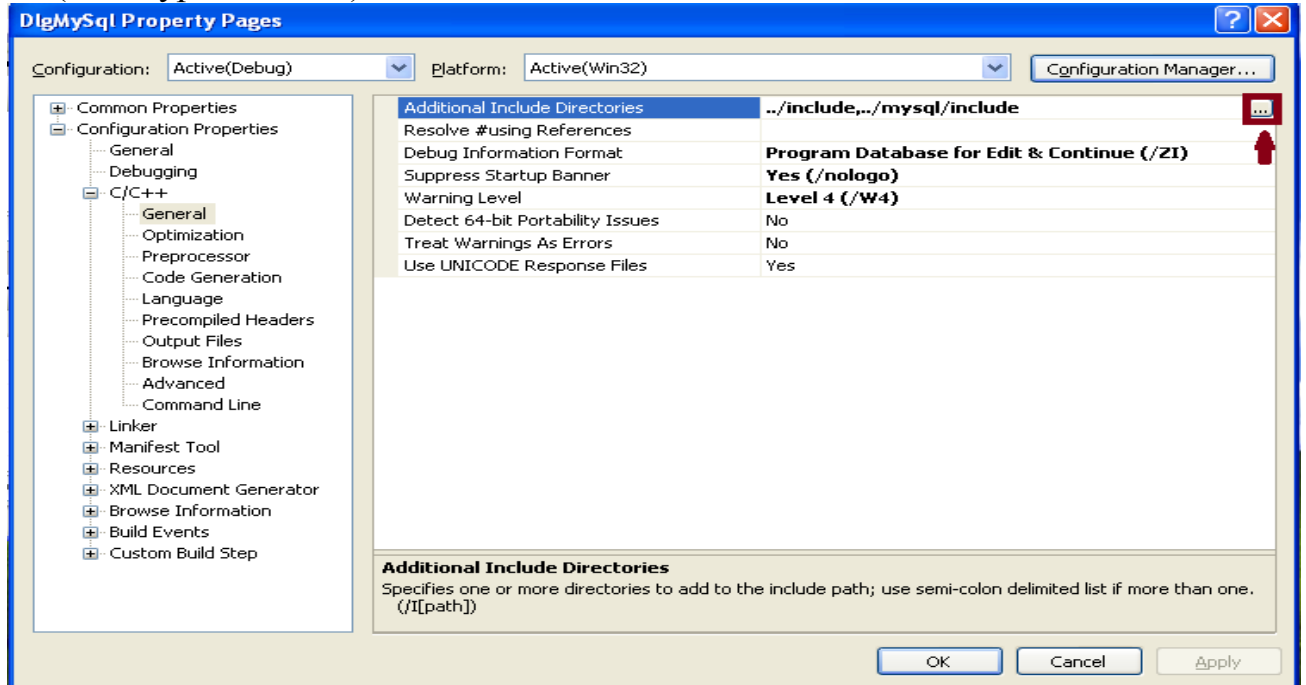 DlgMySql Property Pages
Configuration: Active(Debug) Platform: Active(Win32) Configuration Manager...
Common Properties
Configuration Properties
General
Debugging
C/C++
General
Optimization
Preprocessor
Code Generation
Language
Precompiled Headers
Output Files
Browse Information
Advanced
Command Line
Linker
Manifest Tool
Resources
XML Document Generator
Browse Information
Build Events
Custom Build Step
Additional Include Directories ../include,../mysql/include ...
Resolve #using References
Debug Information Format Program Database for Edit & Continue (/ZI)
Suppress Startup Banner Yes (/nologo)
Warning Level Level 4 (/W4)
Detect 64-bit Portability Issues No
Treat Warnings As Errors No
Use UNICODE Response Files Yes
Additional Include Directories
Specifies one or more directories to add to the include path; use semi-colon delimited list if more than one.
(/I[path])
OK Cancel Apply